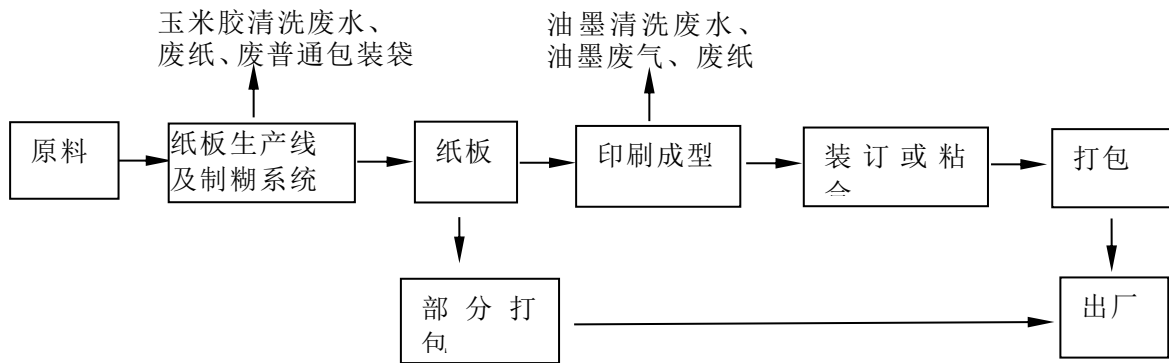 玉米胶清洗废水、
废纸、废普通包装袋
油墨清洗废水、
油墨废气、废纸
原料
纸板生产线
及制糊系统
纸板
印刷成型
装订或粘
合
打包
部分打
包
出厂